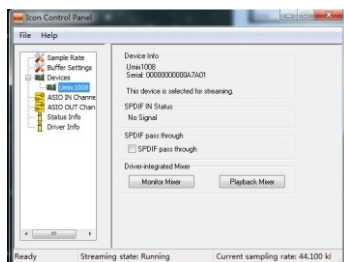 Icon Control Panel
File Help
Sample Rate
Buffer Settings
Devices
Umix1008
ASIO IN Channe
ASIO OUT Chan
Status Info
Driver Info
Device Info
Umix1008
Serial: 00000000000A7A01
This device is selected for streaming.
SPDIF IN Status
No Signal
SPDIF pass through
SPDIF pass through
Driver-integrated Mixer
Monitor Mixer
Playback Mixer
Ready
Streaming state: Running
Current sampling rate: 44.100 kl